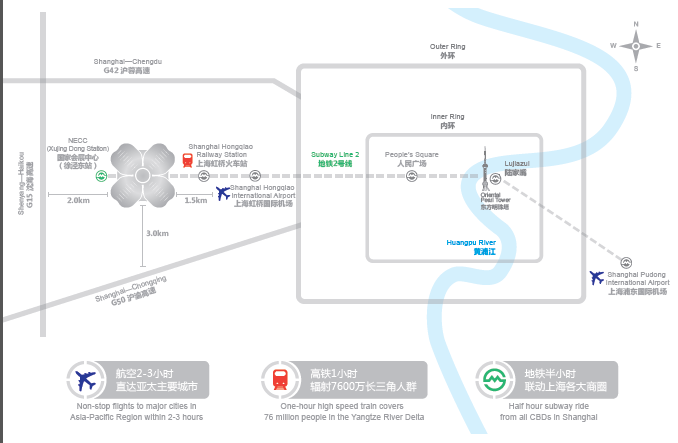 N
W
E
S
Outer Ring
外环
Shanghai—Chengdu
G42 沪蓉高速
Inner Ring
内环
NECC
(Xujing Dong Station)
国家会展中心
（徐泾东站）
Shanghai Hongqiao
Railway Station
上海虹桥火车站
Subway Line 2
地铁2号线
People's Square
人民广场
Lujiazui
陆家嘴
Shenyang—Haikou
G15 沈海高速
Shanghai Hongqiao
International Airport
上海虹桥国际机场
2.0km
1.5km
Oriental
Pearl Tower
东方明珠塔
3.0km
Huangpu River
黄浦江
Shanghai Pudong
International Airport
上海浦东国际机场
Shanghai—Chongqing
G50 沪渝高速
航空2-3小时
直达亚太主要城市
Non-stop flights to major cities in
Asia-Pacific Region within 2-3 hours
高铁1小时
辐射7600万长三角人群
One-hour high speed train covers
76 million people in the Yangtze River Delta
地铁半小时
联动上海各大商圈
Half hour subway ride
from all CBDs in Shanghai